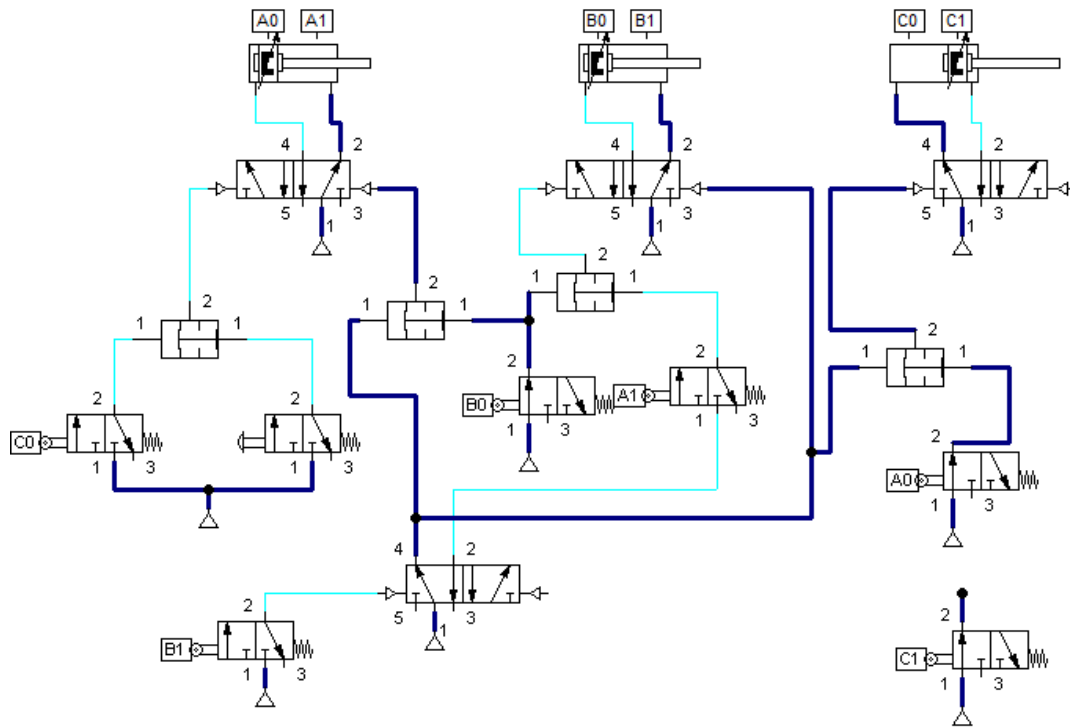 A0 A1 B0 B1 C0 C1
4 2 4 2 4 2
5 3 5 3 5 3
1 1 1
2 2
1 1 1 1 2
2 1 1
2 2
2 2 B0 A1
C0 1 3 1 3
1 3 1 3 2
A0
1 3
4 2
2 5 1 3 2
B1 C1
1 3 1 3